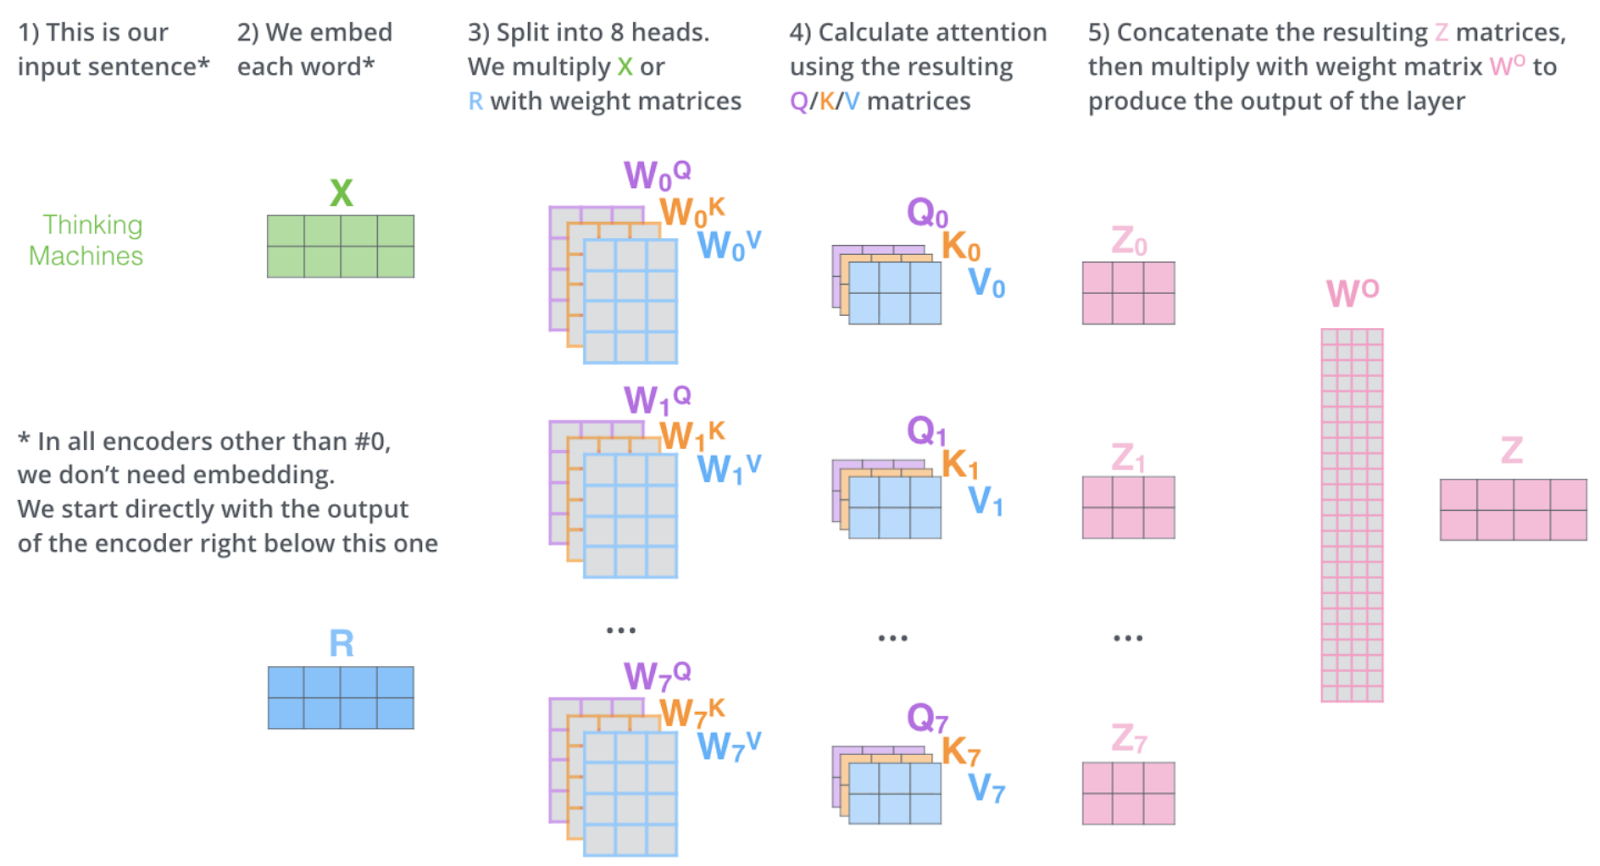 1) This is our
input sentence*
2) We embed
each word*
3) Split into 8 heads.
We multiply X or
R with weight matrices
4) Calculate attention
using the resulting
Q/K/V matrices
5) Concatenate the resulting Z matrices,
then multiply with weight matrix Wᴼ to
produce the output of the layer
Thinking
Machines
X
W₀Q
W₀K
W₀V
Q₀
K₀
V₀
Z₀
Wᴼ
* In all encoders other than #0,
we don’t need embedding.
We start directly with the output
of the encoder right below this one
W₁Q
W₁K
W₁V
Q₁
K₁
V₁
Z₁
Z
R
...
...
...
W₇Q
W₇K
W₇V
Q₇
K₇
V₇
Z₇